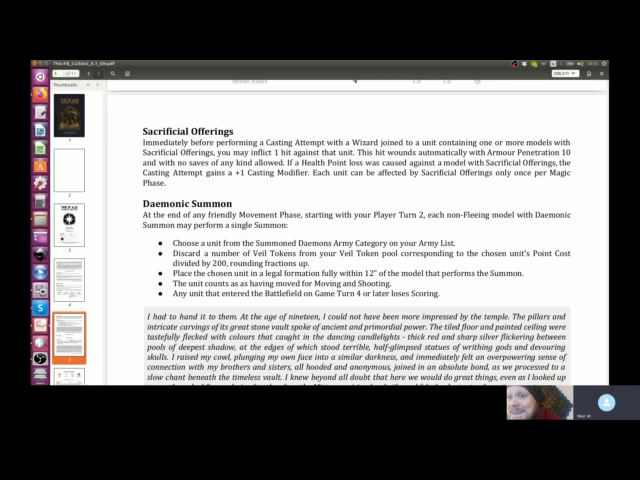 TFA-FB_Cultists_0.1_EN.pdf
Thumbnails
Sacrificial Offerings
Immediately before performing a Casting Attempt with a Wizard joined to a unit containing one or more models with
Sacrificial Offerings, you may inflict 1 hit against that unit. This hit wounds automatically with Armour Penetration 10
and with no saves of any kind allowed. If a Health Point loss was caused against a model with Sacrificial Offerings, the
Casting Attempt gains a +1 Casting Modifier. Each unit can be affected by Sacrificial Offerings only once per Magic
Phase.
Daemonic Summon
At the end of any friendly Movement Phase, starting with your Player Turn 2, each non-Fleeing model with Daemonic
Summon may perform a single Summon:
● Choose a unit from the Summoned Daemons Army Category on your Army List.
● Discard a number of Veil Tokens from your Veil Token pool corresponding to the chosen unit's Point Cost
divided by 200, rounding fractions up.
● Place the chosen unit in a legal formation fully within 12" of the model that performs the Summon.
● The unit counts as as having moved for Moving and Shooting.
● Any unit that entered the Battlefield on Game Turn 4 or later loses Scoring.
I had to hand it to them. At the age of nineteen, I could not have been more impressed by the temple. The pillars and
intricate carvings of its great stone vault spoke of ancient and primordial power. The tiled floor and painted ceiling were
tastefully flecked with colours that caught in the dancing candlelights - thick red and sharp silver flickering between
pools of deepest shadow, at the edges of which stood terrible, half-glimpsed statues of writhing gods and devouring
skulls. I raised my cowl, plunging my own face into a similar darkness, and immediately felt an overpowering sense of
connection with my brothers and sisters, all hooded and anonymous, joined in an absolute bond, as we processed to a
slow chant beneath the timeless vault. I knew beyond all doubt that here we would do great things, even as I looked up
1
2
3
4
5